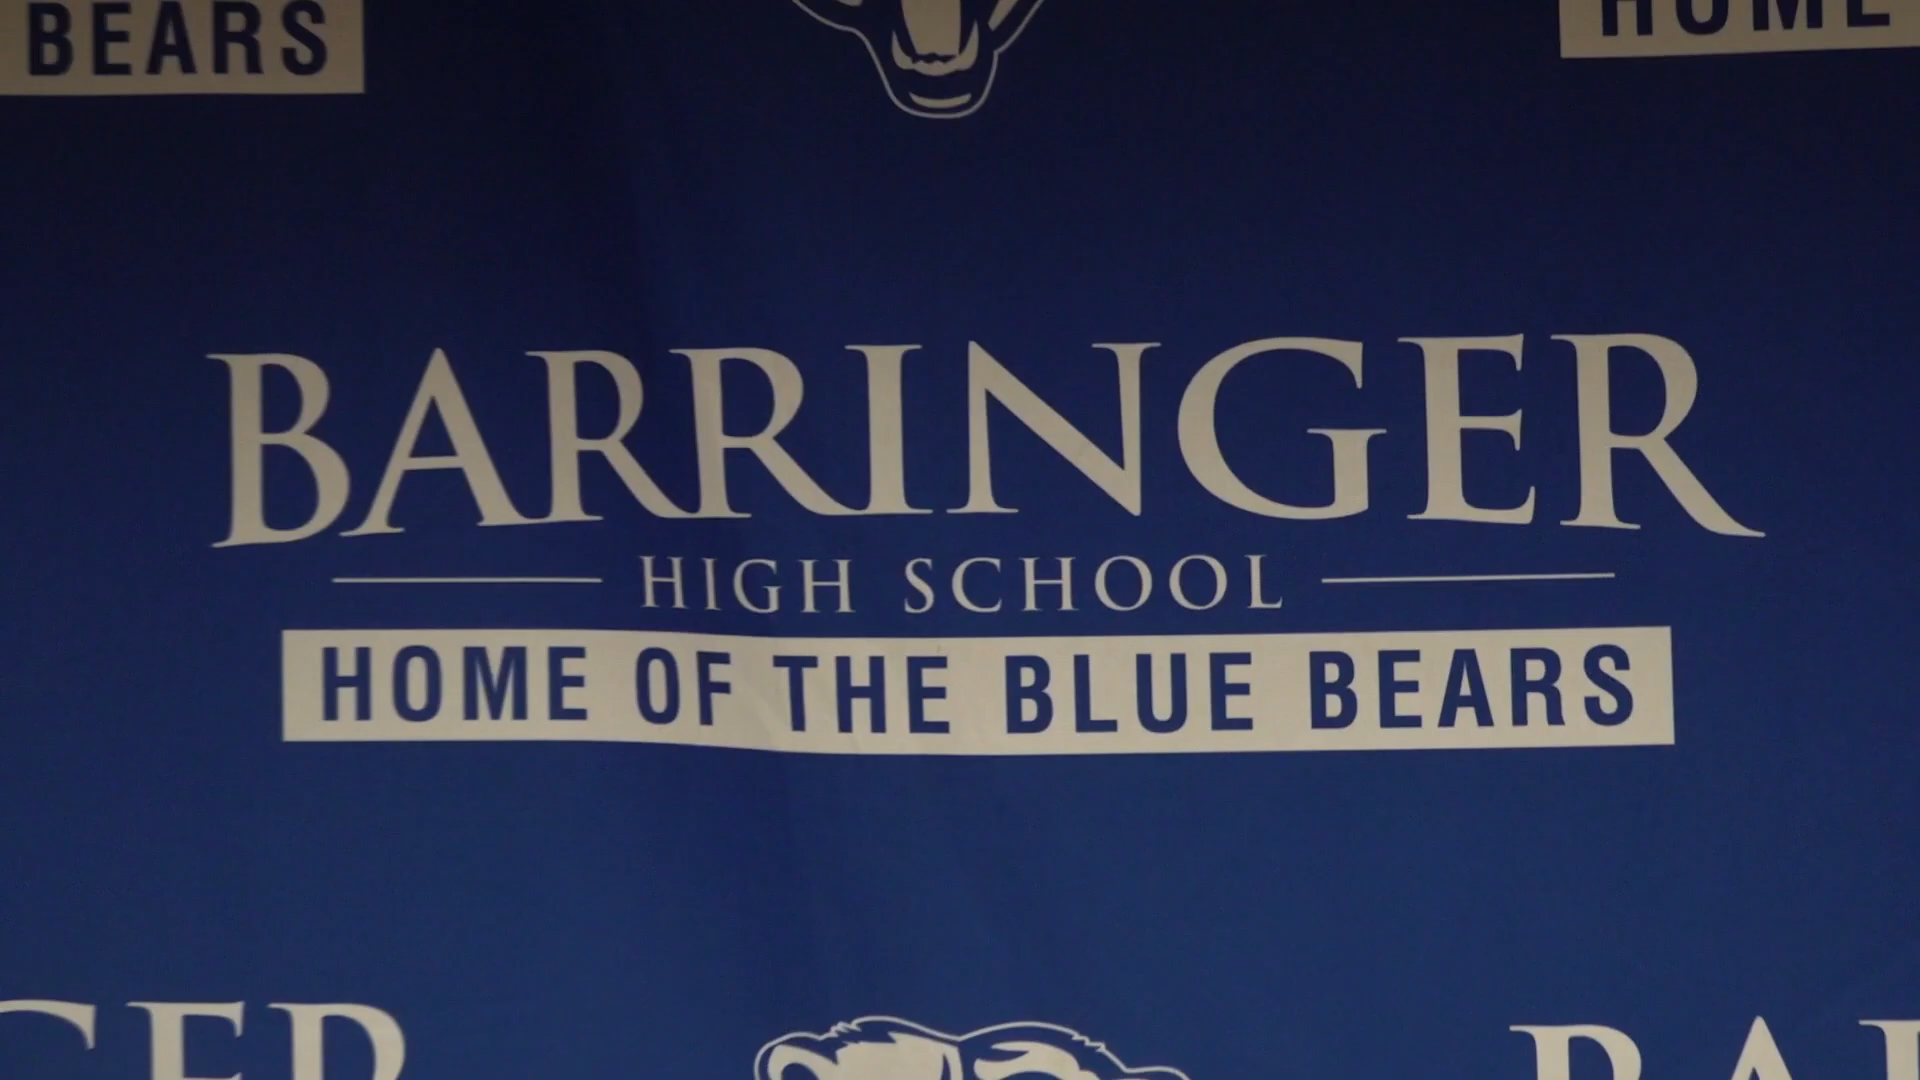 BEARS
HOME
BARRINGER
HIGH SCHOOL
HOME OF THE BLUE BEARS